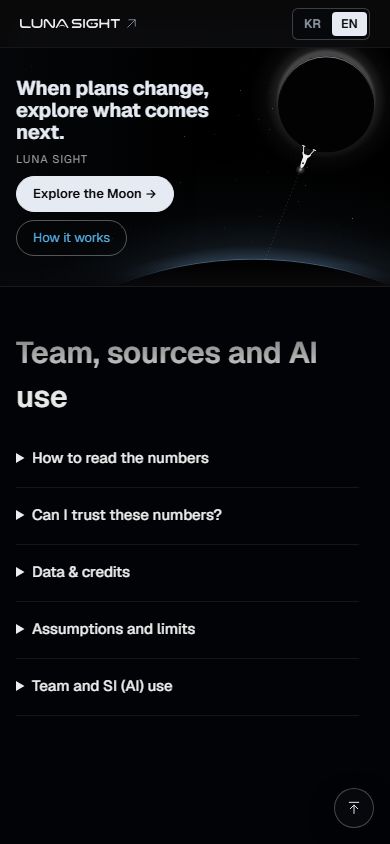 LUNA SIGHT ↗
KR EN
When plans change,
explore what comes
next.
LUNA SIGHT
Explore the Moon →
How it works
Team, sources and AI
use
▶ How to read the numbers
▶ Can I trust these numbers?
▶ Data & credits
▶ Assumptions and limits
▶ Team and SI (AI) use